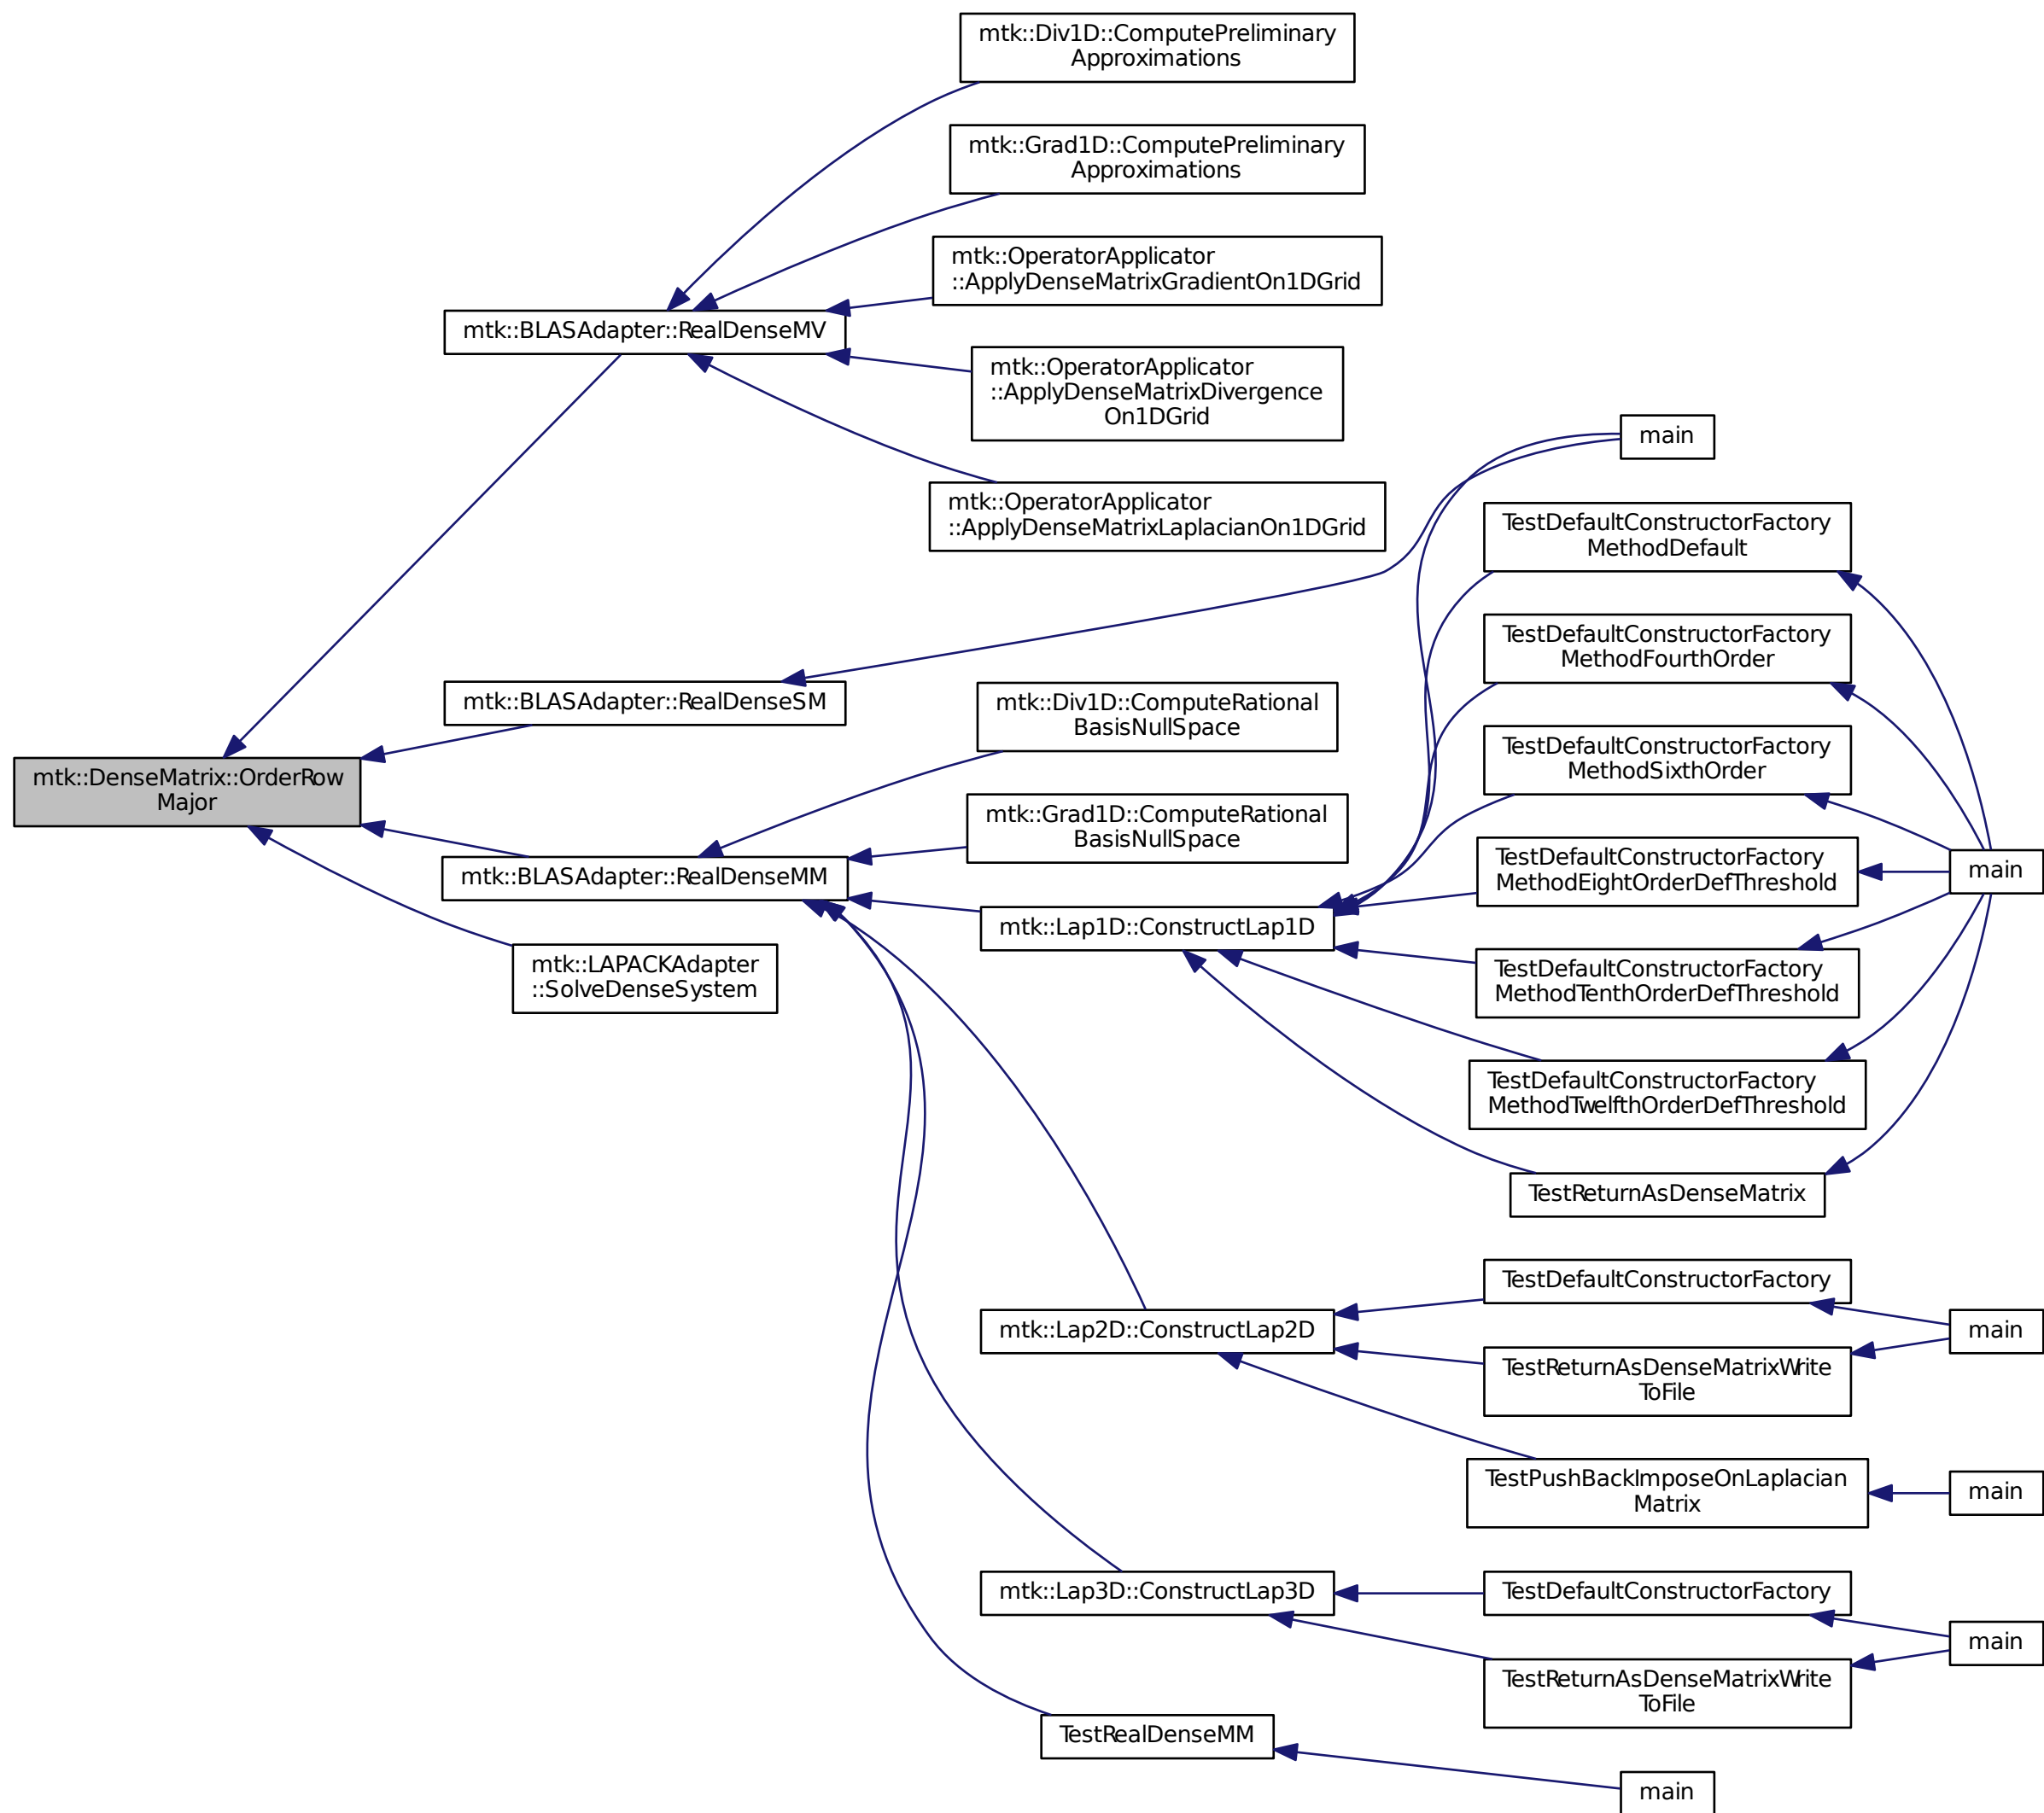 mtk::Div1D::ComputePreliminary
Approximations
mtk::Grad1D::ComputePreliminary
Approximations
mtk::OperatorApplicator
::ApplyDenseMatrixGradientOn1DGrid
mtk::BLASAdapter::RealDenseMV
mtk::OperatorApplicator
::ApplyDenseMatrixDivergence
On1DGrid
main
mtk::OperatorApplicator
::ApplyDenseMatrixLaplacianOn1DGrid
TestDefaultConstructorFactory
MethodDefault
TestDefaultConstructorFactory
MethodFourthOrder
mtk::BLASAdapter::RealDenseSM
mtk::Div1D::ComputeRational
BasisNullSpace
TestDefaultConstructorFactory
MethodSixthOrder
mtk::DenseMatrix::OrderRow
Major
mtk::Grad1D::ComputeRational
BasisNullSpace
mtk::BLASAdapter::RealDenseMM
TestDefaultConstructorFactory
MethodEightOrderDefThreshold
main
mtk::Lap1D::ConstructLap1D
mtk::LAPACKAdapter
::SolveDenseSystem
TestDefaultConstructorFactory
MethodTenthOrderDefThreshold
TestDefaultConstructorFactory
MethodTwelfthOrderDefThreshold
TestReturnAsDenseMatrix
TestDefaultConstructorFactory
mtk::Lap2D::ConstructLap2D
main
TestReturnAsDenseMatrixWrite
ToFile
TestPushBackImposeOnLaplacian
Matrix
main
mtk::Lap3D::ConstructLap3D
TestDefaultConstructorFactory
main
TestReturnAsDenseMatrixWrite
ToFile
TestRealDenseMM
main